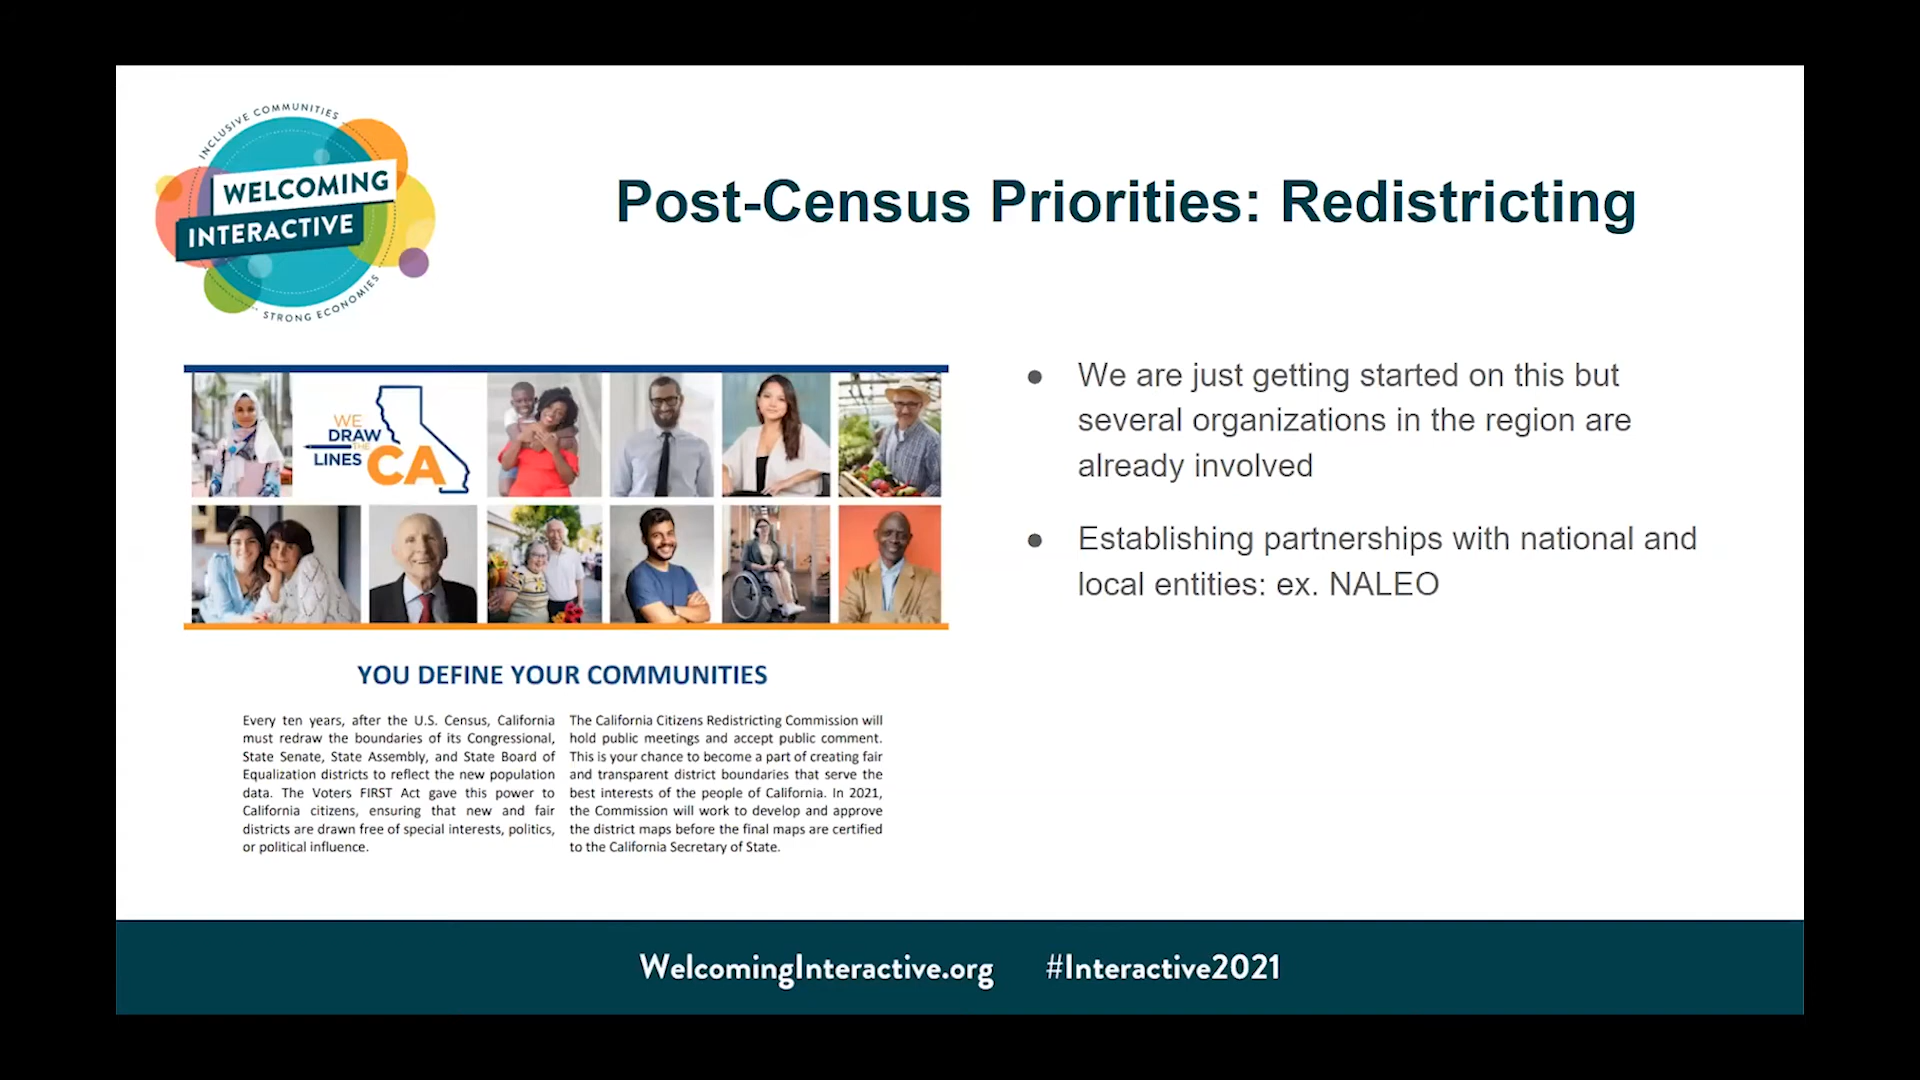 INCLUSIVE COMMUNITIES
WELCOMING
INTERACTIVE
STRONG ECONOMIES
Post-Census Priorities: Redistricting
WE
DRAW
THE
LINES
CA
● We are just getting started on this but
several organizations in the region are
already involved
● Establishing partnerships with national and
local entities: ex. NALEO
YOU DEFINE YOUR COMMUNITIES
Every ten years, after the U.S. Census, California
must redraw the boundaries of its Congressional,
State Senate, State Assembly, and State Board of
Equalization districts to reflect the new population
data. The Voters FIRST Act gave this power to
California citizens, ensuring that new and fair
districts are drawn free of special interests, politics,
or political influence.
The California Citizens Redistricting Commission will
hold public meetings and accept public comment.
This is your chance to become a part of creating fair
and transparent district boundaries that serve the
best interests of the people of California. In 2021,
the Commission will work to develop and approve
the district maps before the final maps are certified
to the California Secretary of State.
WelcomingInteractive.org #Interactive2021